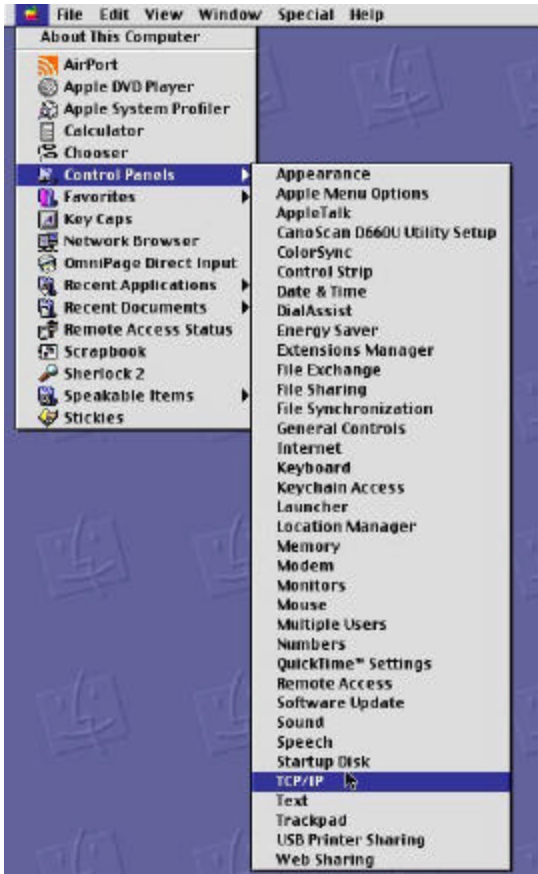 File Edit View Window Special Help
About This Computer
AirPort
Apple DVD Player
Apple System Profiler
Calculator
Chooser
Control Panels
Favorites
Key Caps
Network Browser
OmniPage Direct Input
Recent Applications
Recent Documents
Remote Access Status
Scrapbook
Sherlock 2
Speakable Items
Stickies
Appearance
Apple Menu Options
AppleTalk
CanoScan D660U Utility Setup
ColorSync
Control Strip
Date & Time
DialAssist
Energy Saver
Extensions Manager
File Exchange
File Sharing
File Synchronization
General Controls
Internet
Keyboard
Keychain Access
Launcher
Location Manager
Memory
Modem
Monitors
Mouse
Multiple Users
Numbers
QuickTime™ Settings
Remote Access
Software Update
Sound
Speech
Startup Disk
TCP/IP
Text
Trackpad
USB Printer Sharing
Web Sharing